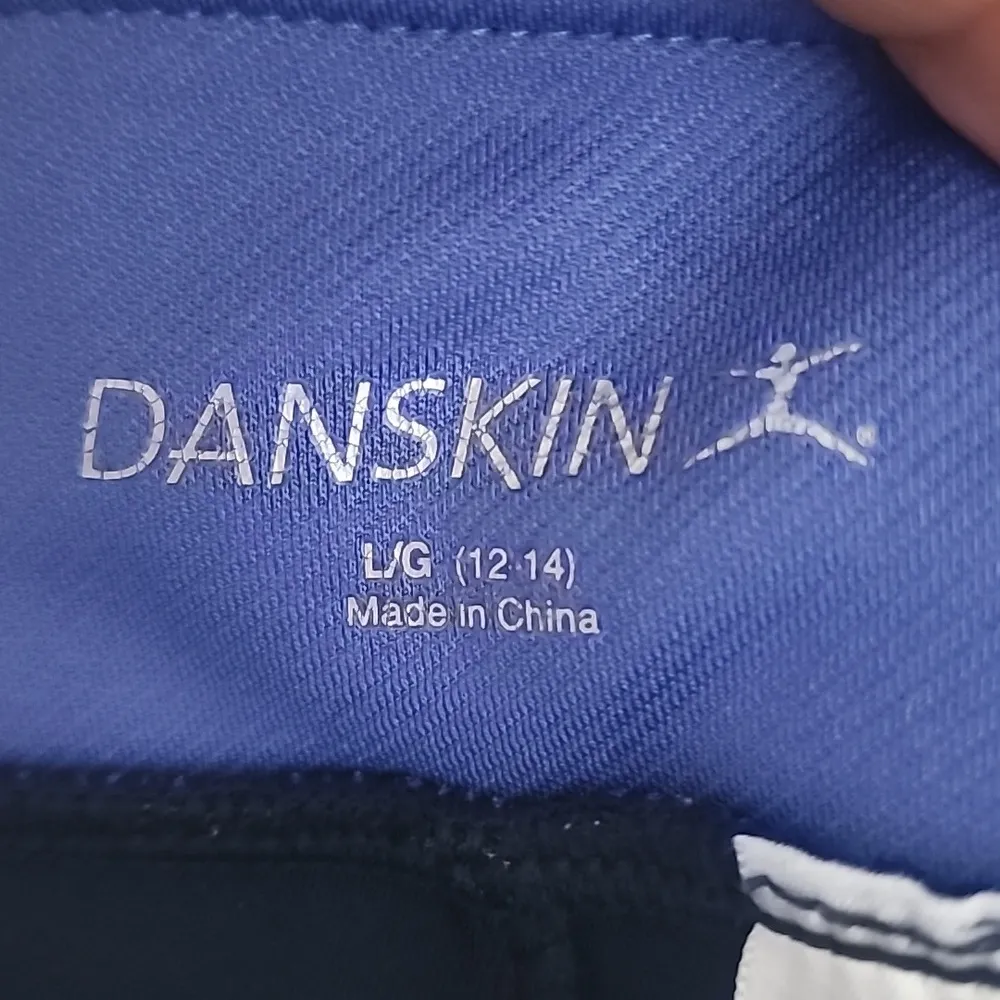 DANSKIN
L/G (12-14)
Made in China